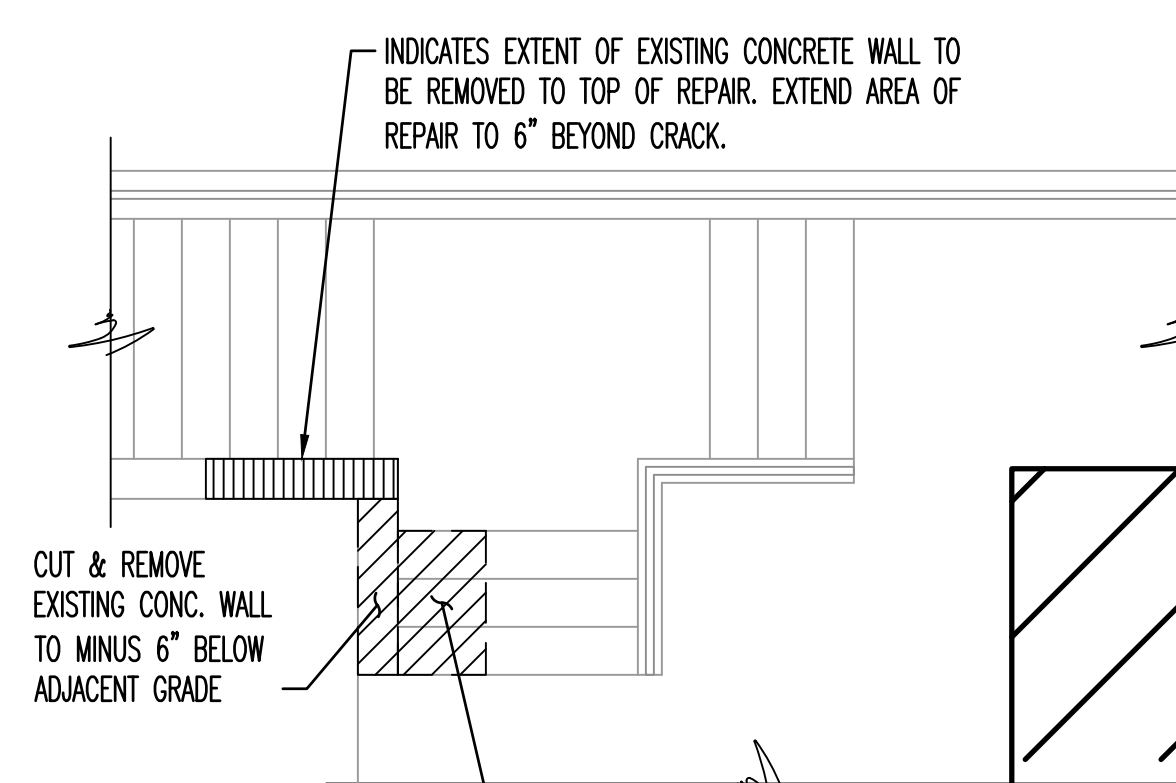 INDICATES EXTENT OF EXISTING CONCRETE WALL TO
BE REMOVED TO TOP OF REPAIR. EXTEND AREA OF
REPAIR TO 6" BEYOND CRACK.
CUT & REMOVE
EXISTING CONC. WALL
TO MINUS 6" BELOW
ADJACENT GRADE